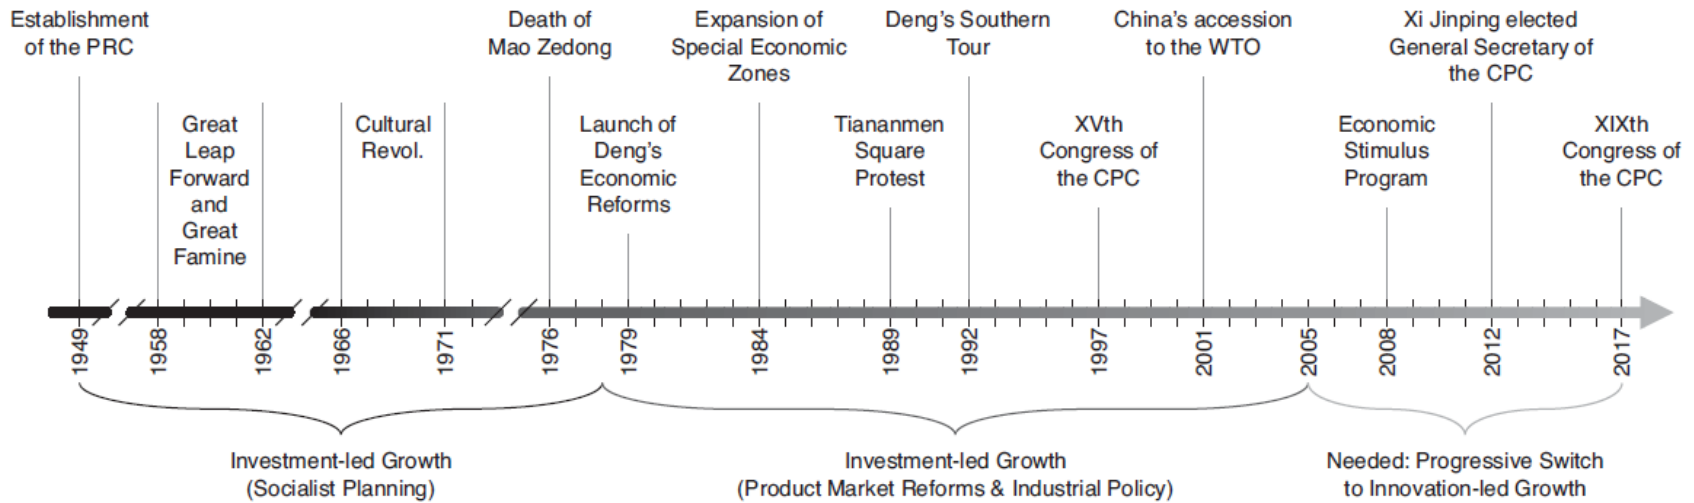 Establishment
of the PRC
Death of
Mao Zedong
Expansion of
Special Economic
Zones
Deng's Southern
Tour
China's accession
to the WTO
Xi Jinping elected
General Secretary of
the CPC
Great
Leap
Forward
and
Great
Famine
Cultural
Revol.
Launch of
Deng's
Economic
Reforms
Tiananmen
Square
Protest
XVth
Congress of
the CPC
Economic
Stimulus
Program
XIXth
Congress of
the CPC
1949
1958
1962
1966
1971
1976
1979
1984
1989
1992
1997
2001
2005
2008
2012
2017
Investment-led Growth
(Socialist Planning)
Investment-led Growth
(Product Market Reforms & Industrial Policy)
Needed: Progressive Switch
to Innovation-led Growth